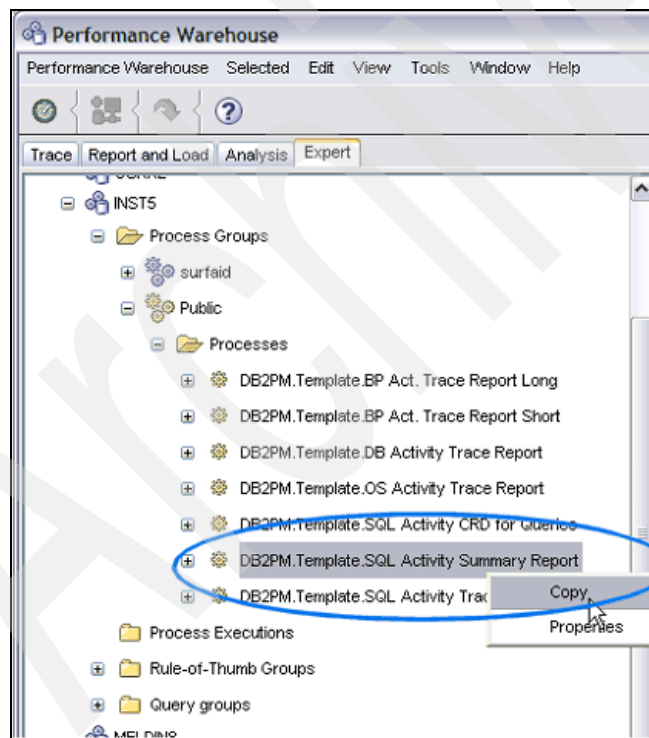 Performance Warehouse
Performance Warehouse Selected Edit View Tools Window Help
Trace Report and Load Analysis Expert
INST5
Process Groups
surfaid
Public
Processes
DB2PM.Template.BP Act. Trace Report Long
DB2PM.Template.BP Act. Trace Report Short
DB2PM.Template.DB Activity Trace Report
DB2PM.Template.OS Activity Trace Report
DB2PM.Template.SQL Activity CRD for Queries
DB2PM.Template.SQL Activity Summary Report
DB2PM.Template.SQL Activity Trac
Copy
Properties
Process Executions
Rule-of-Thumb Groups
Query groups